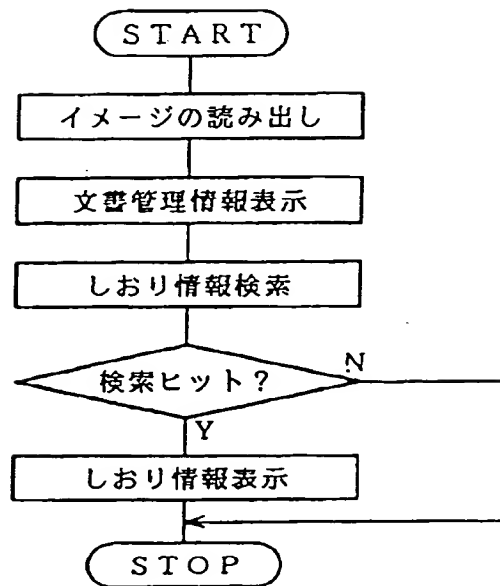 START
イメージの読み出し
文書管理情報表示
しおり情報検索
検索ヒット?
N
Y
しおり情報表示
STOP